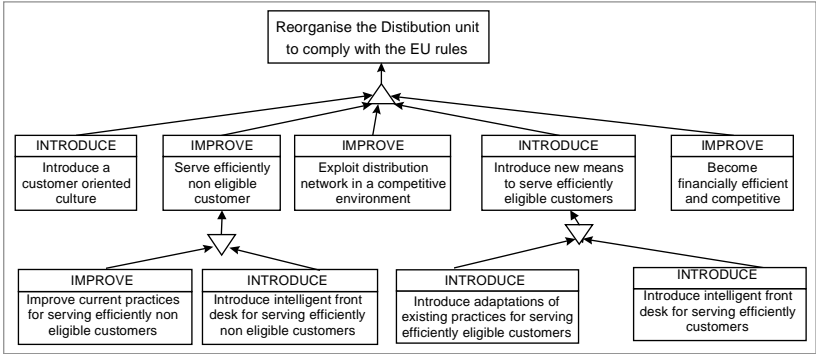 Reorganise the Distibution unit
to comply with the EU rules
INTRODUCE
Introduce a
customer oriented
culture
IMPROVE
Serve efficiently
non eligible
customer
IMPROVE
Exploit distribution
network in a competitive
environment
INTRODUCE
Introduce new means
to serve efficiently
eligible customers
IMPROVE
Become
financially efficient
and competitive
IMPROVE
Improve current practices
for serving efficiently non
eligible customers
INTRODUCE
Introduce intelligent front
desk for serving efficiently
non eligible customers
INTRODUCE
Introduce adaptations of
existing practices for serving
efficiently eligible customers
INTRODUCE
Introduce intelligent front
desk for serving efficiently
customers